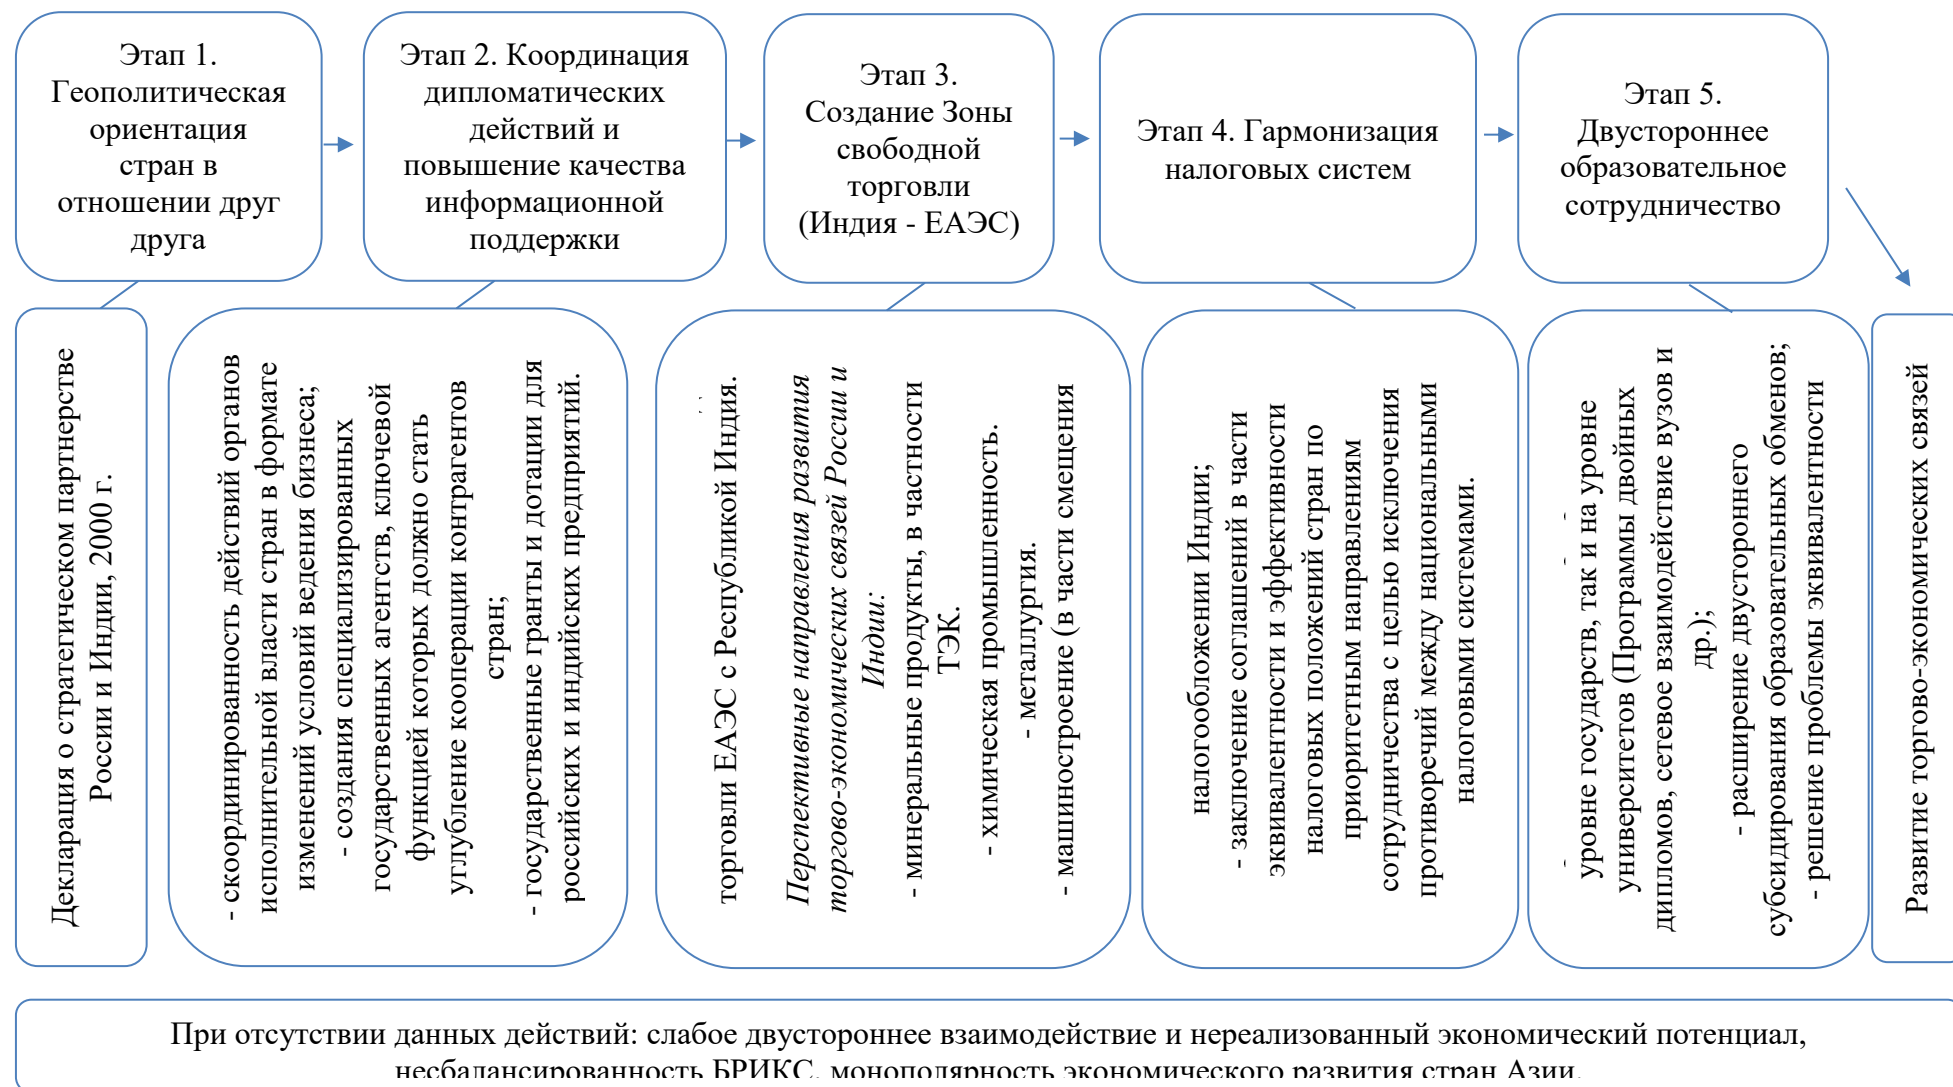 Этап 1.
Геополитическая
ориентация
стран в
отношении друг
друга
Этап 2. Координация
дипломатических
действий и
повышение качества
информационной
поддержки
Этап 3.
Создание Зоны
свободной
торговли
(Индия - ЕАЭС)
Этап 4. Гармонизация
налоговых систем
Этап 5.
Двустороннее
образовательное
сотрудничество
Декларация о стратегическом партнерстве
России и Индии, 2000 г.
- скоординированность действий органов
исполнительной власти стран в формате
изменений условий ведения бизнеса;
- создания специализированных
государственных агентств, ключевой
функцией которых должно стать
углубление кооперации контрагентов
стран;
- государственные гранты и дотации для
российских и индийских предприятий.
торговли ЕАЭС с Республикой Индия.
Перспективные направления развития
торгово-экономических связей России и
Индии:
- минеральные продукты, в частности
ТЭК.
- химическая промышленность.
- металлургия.
- машиностроение (в части смещения
налогообложении Индии;
- заключение соглашений в части
эквивалентности и эффективности
налоговых положений стран по
приоритетным направлениям
сотрудничества с целью исключения
противоречий между национальными
налоговыми системами.
уровне государств, так и на уровне
университетов (Программы двойных
дипломов, сетевое взаимодействие вузов и
др.);
- расширение двустороннего
субсидирования образовательных обменов;
- решение проблемы эквивалентности
Развитие торгово-экономических связей
При отсутствии данных действий: слабое двустороннее взаимодействие и нереализованный экономический потенциал,
несбалансированность БРИКС, монополярность экономического развития стран Азии.